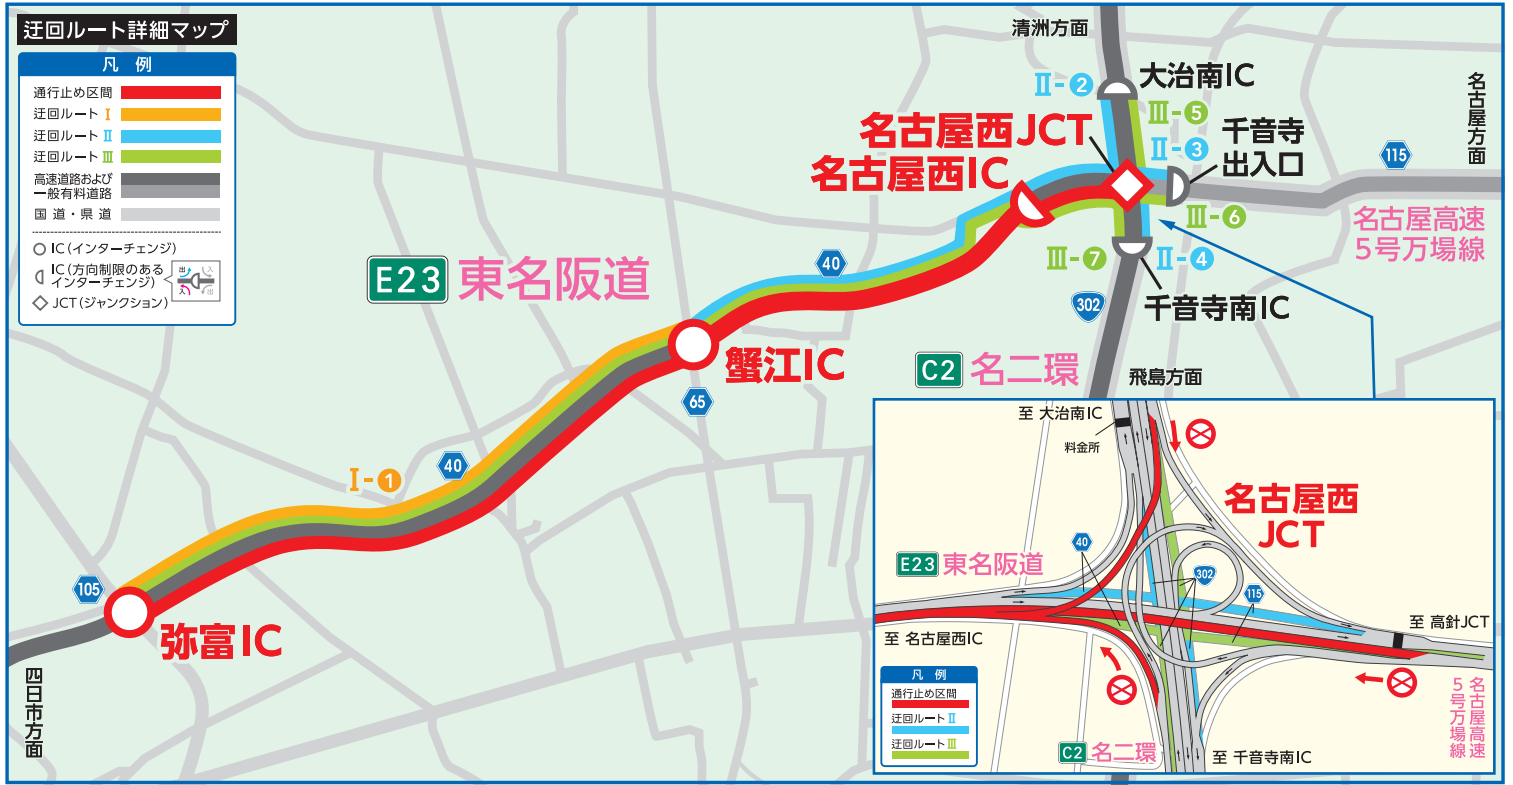 迂回ルート詳細マップ
凡 例
通行止め区間
迂回ルート Ⅰ
迂回ルート Ⅱ
迂回ルート Ⅲ
高速道路および
一般有料道路
国 道・県 道
IC(インターチェンジ)
IC(方向制限のある
インターチェンジ)
出
入
入
出
JCT(ジャンクション)
清洲方面
Ⅱ-2
大治南IC
Ⅲ-5
名古屋西JCT
Ⅱ-3
千音寺
出入口
名古屋西IC
115
名古屋方面
Ⅲ-6
名古屋高速
5号万場線
Ⅲ-7
Ⅱ-4
千音寺南IC
302
40
E23 東名阪道
蟹江IC
65
C2 名二環
飛島方面
Ⅰ-1
40
105
弥富IC
四日市方面
至 大治南IC
料金所
名古屋西
JCT
E23 東名阪道
40
302
115
至 名古屋西IC
至 高針JCT
凡 例
通行止め区間
迂回ルート Ⅱ
迂回ルート Ⅲ
C2 名二環
至 千音寺南IC
名古屋高速
5号万場線